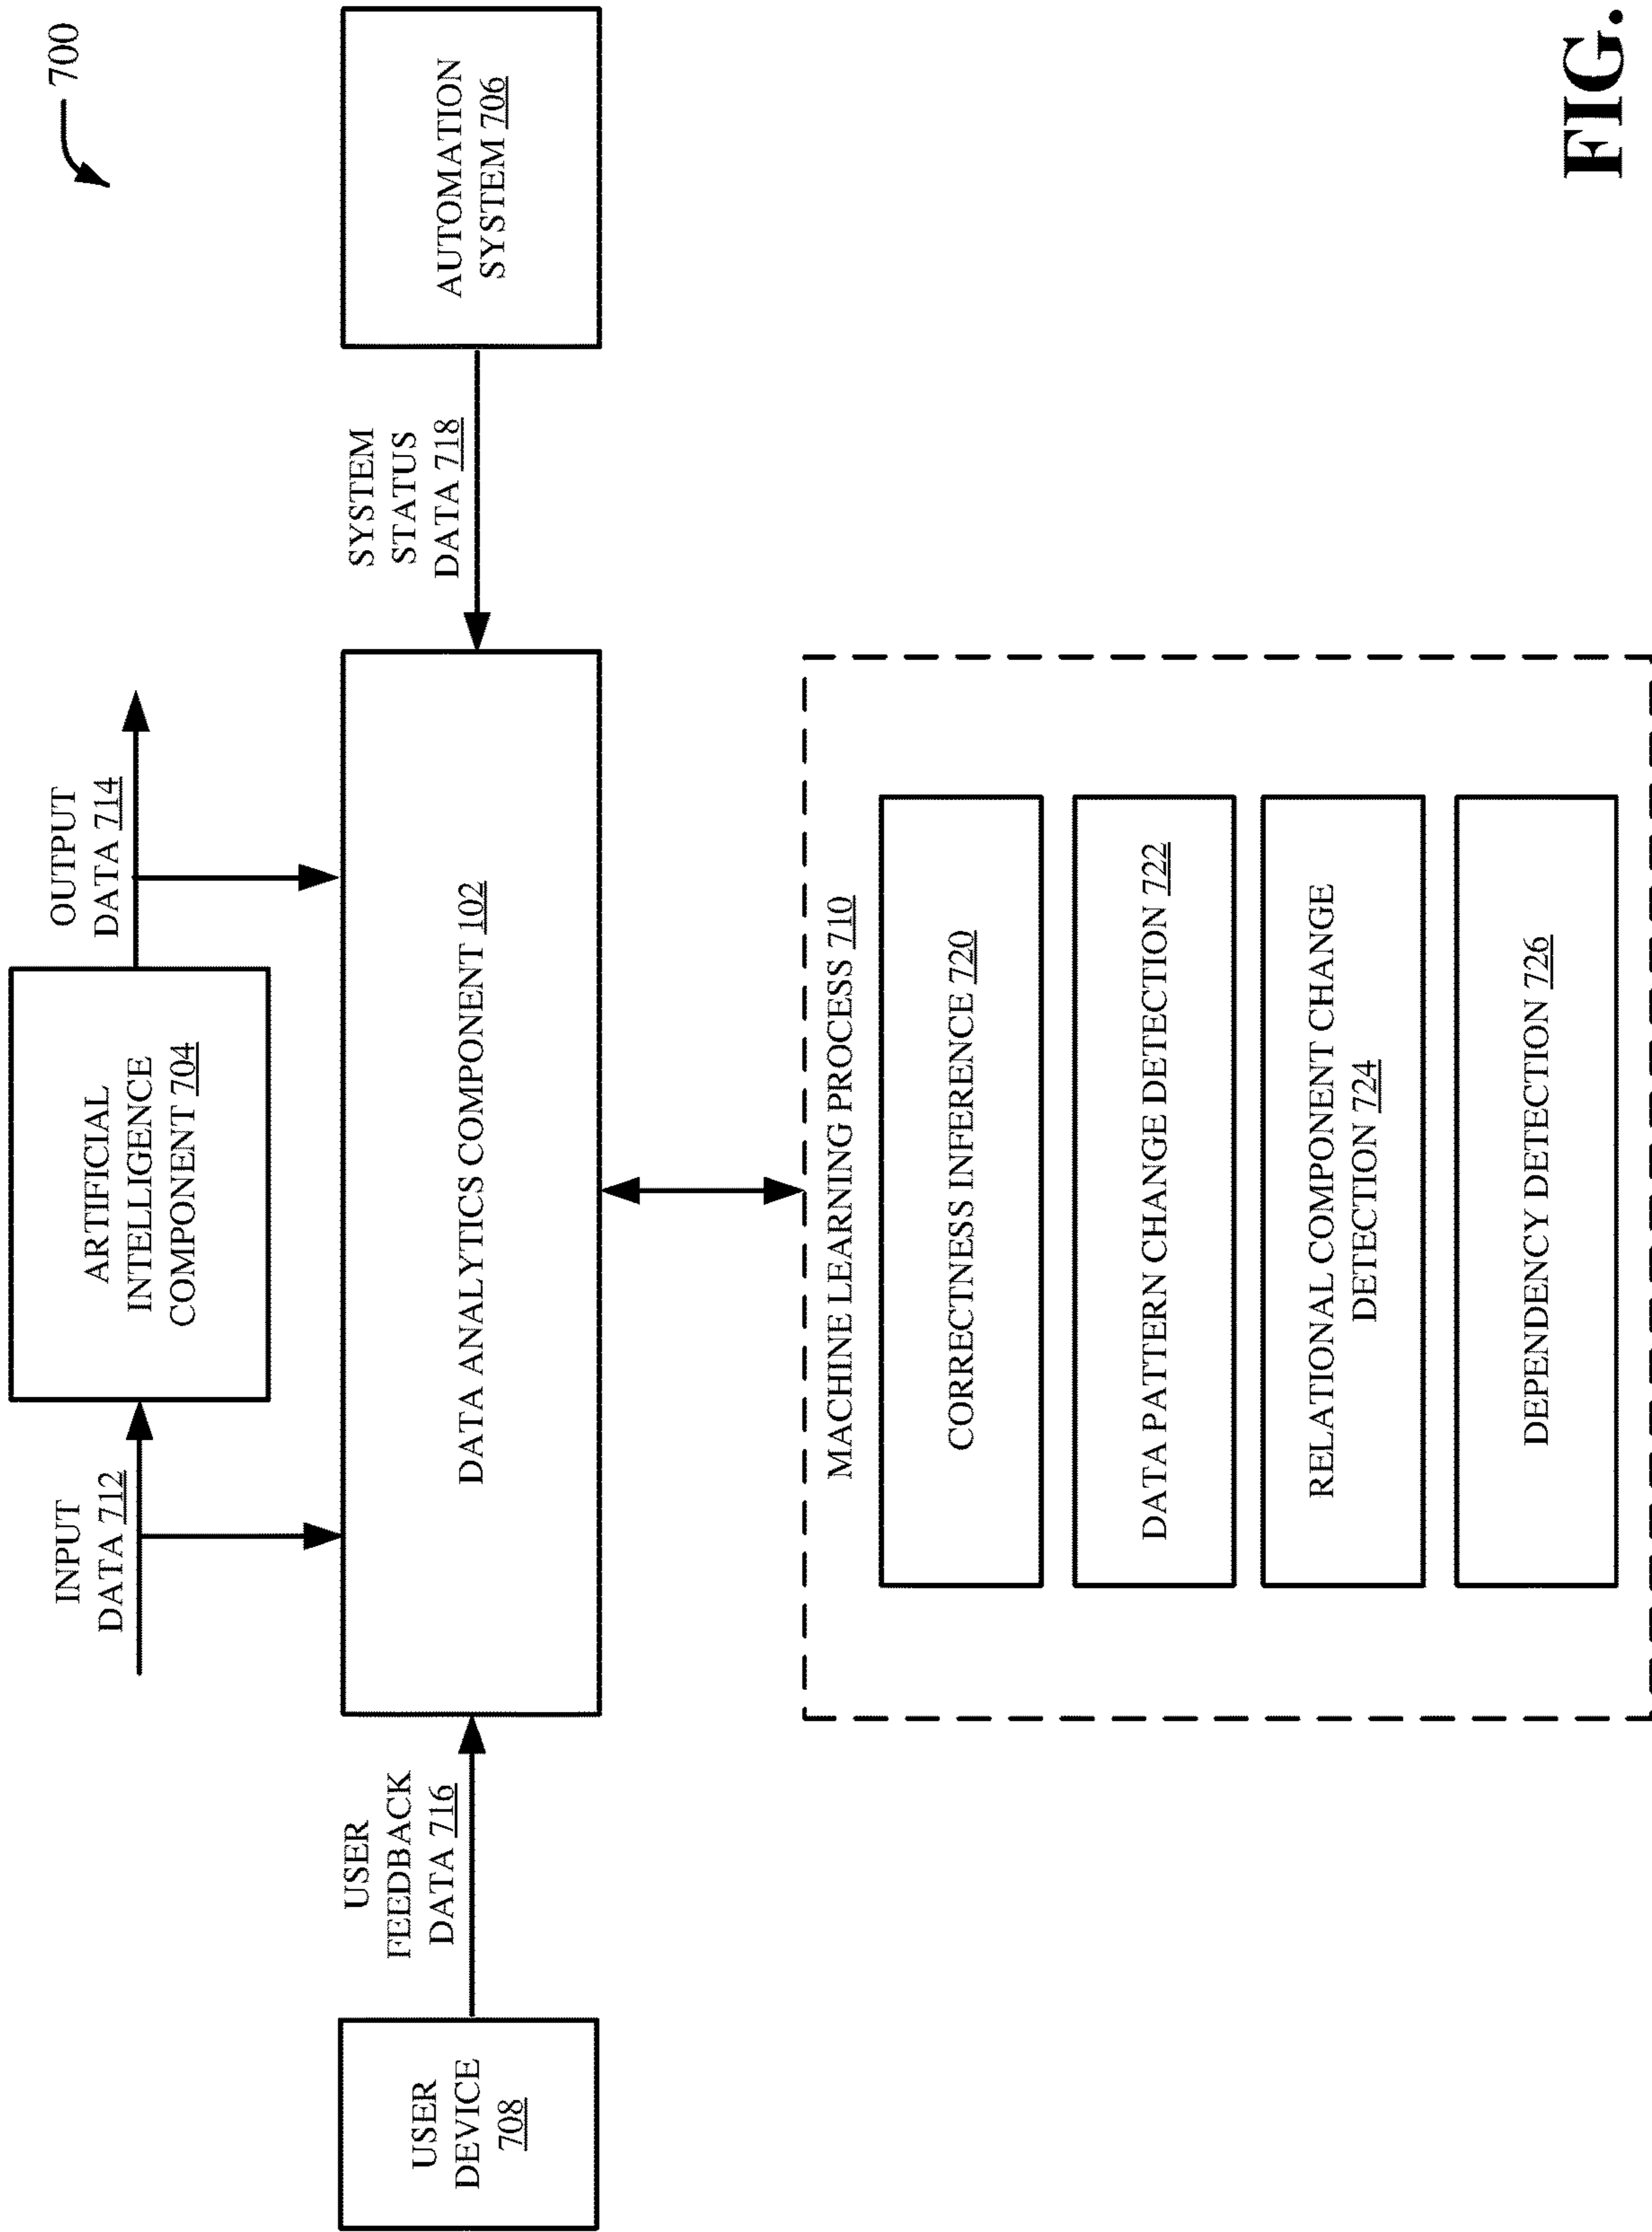 700
INPUT
DATA 712
ARTIFICIAL
INTELLIGENCE
COMPONENT 704
OUTPUT
DATA 714
USER
DEVICE
708
USER
FEEDBACK
DATA 716
DATA ANALYTICS COMPONENT 102
SYSTEM
STATUS
DATA 718
AUTOMATION
SYSTEM 706
MACHINE LEARNING PROCESS 710
CORRECTNESS INFERENCE 720
DATA PATTERN CHANGE DETECTION 722
RELATIONAL COMPONENT CHANGE
DETECTION 724
DEPENDENCY DETECTION 726
FIG.